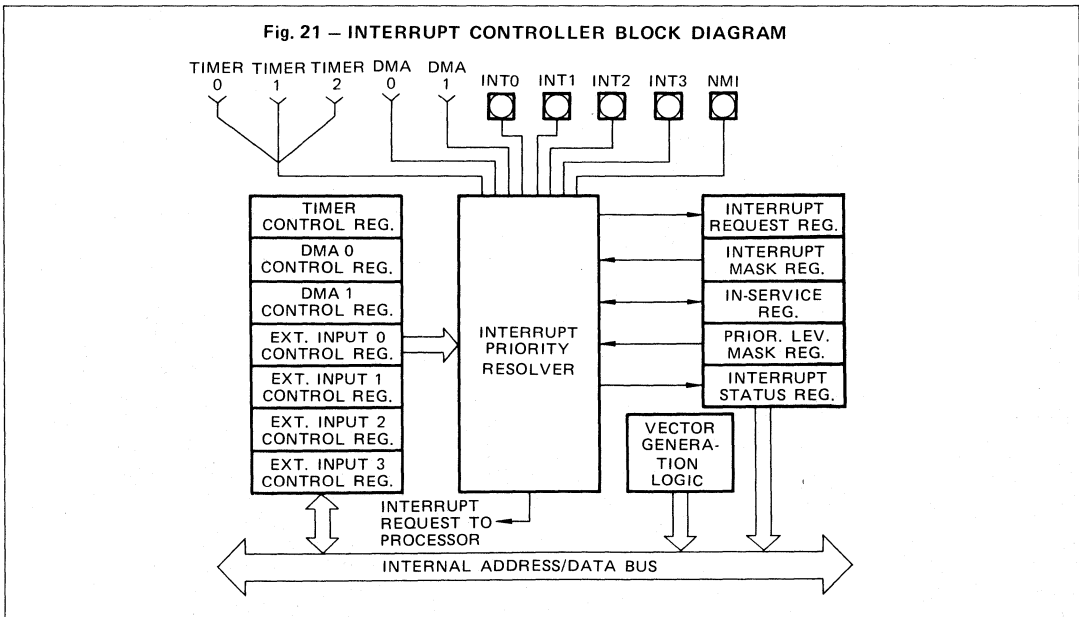 Fig. 21 – INTERRUPT CONTROLLER BLOCK DIAGRAM
TIMER TIMER TIMER DMA DMA
0 1 2 0 1
INT0 INT1 INT2 INT3 NMI
TIMER
CONTROL REG.
DMA 0
CONTROL REG.
DMA 1
CONTROL REG.
EXT. INPUT 0
CONTROL REG.
EXT. INPUT 1
CONTROL REG.
EXT. INPUT 2
CONTROL REG.
EXT. INPUT 3
CONTROL REG.
INTERRUPT
PRIORITY
RESOLVER
INTERRUPT
REQUEST REG.
INTERRUPT
MASK REG.
IN-SERVICE
REG.
PRIOR. LEV.
MASK REG.
INTERRUPT
STATUS REG.
VECTOR
GENERA-
TION
LOGIC
INTERRUPT
REQUEST TO
PROCESSOR
INTERNAL ADDRESS/DATA BUS